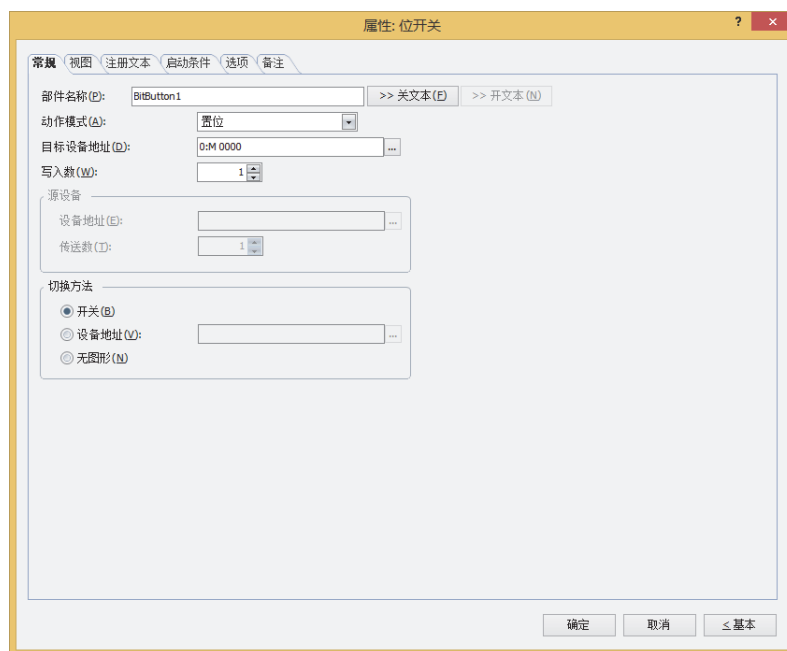 属性: 位开关 ? ×
常规 视图 注册文本 启动条件 选项 备注
部件名称(P): BitButton1 >> 关文本(F) >> 开文本(N)
动作模式(A): 置位
目标设备地址(D): 0:M 0000 ...
写入数(W): 1
源设备
设备地址(E): ...
传送数(T): 1
切换方法
开关(B)
设备地址(V): ...
无图形(N)
确定 取消 ≤基本